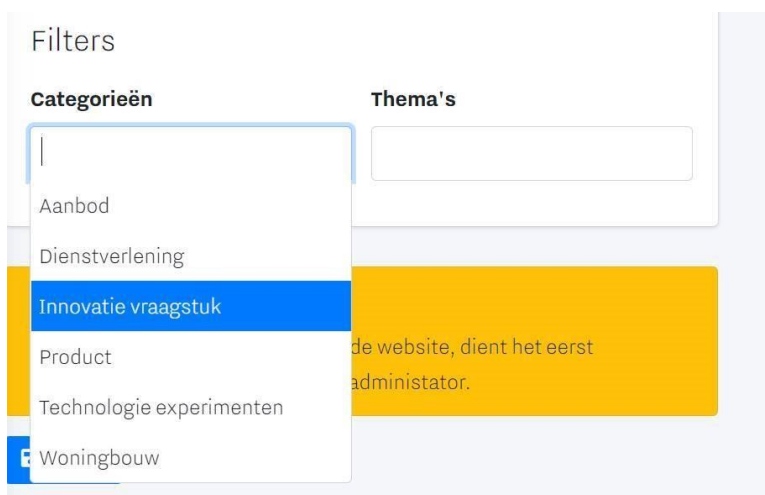 Filters
Categorieën
Thema's
Aanbod
Dienstverlening
Innovatie vraagstuk
Product
Technologie experimenten
Woningbouw
de website, dient het eerst
administator.